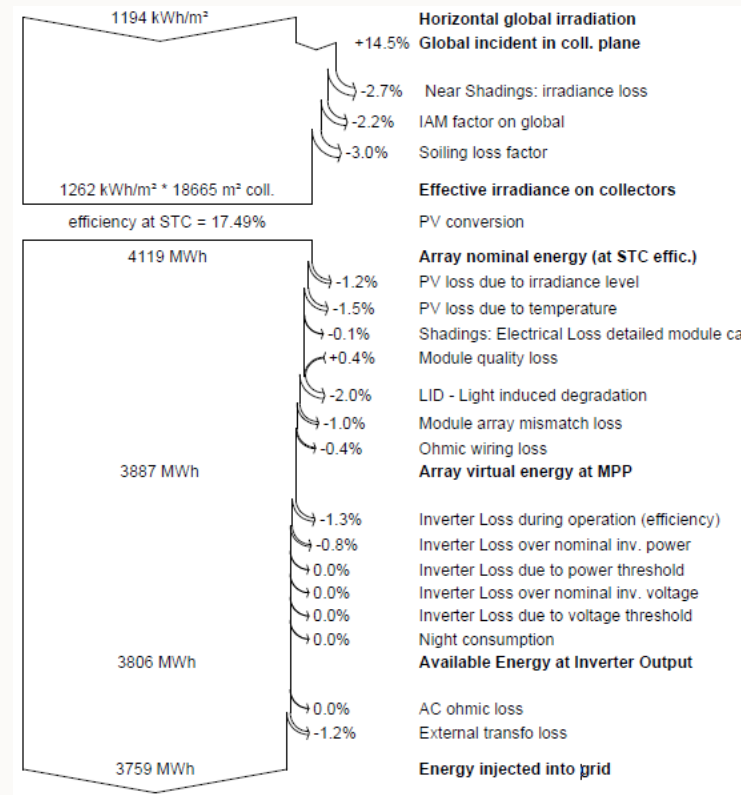 1194 kWh/m² Horizontal global irradiation
+14.5% Global incident in coll. plane
-2.7% Near Shadings: irradiance loss
-2.2% IAM factor on global
-3.0% Soiling loss factor
1262 kWh/m² * 18665 m² coll. Effective irradiance on collectors
efficiency at STC = 17.49% PV conversion
4119 MWh Array nominal energy (at STC effic.)
-1.2% PV loss due to irradiance level
-1.5% PV loss due to temperature
-0.1% Shadings: Electrical Loss detailed module ca
+0.4% Module quality loss
-2.0% LID - Light induced degradation
-1.0% Module array mismatch loss
-0.4% Ohmic wiring loss
3887 MWh Array virtual energy at MPP
-1.3% Inverter Loss during operation (efficiency)
-0.8% Inverter Loss over nominal inv. power
0.0% Inverter Loss due to power threshold
0.0% Inverter Loss over nominal inv. voltage
0.0% Inverter Loss due to voltage threshold
0.0% Night consumption
3806 MWh Available Energy at Inverter Output
0.0% AC ohmic loss
-1.2% External transfo loss
3759 MWh Energy injected into grid